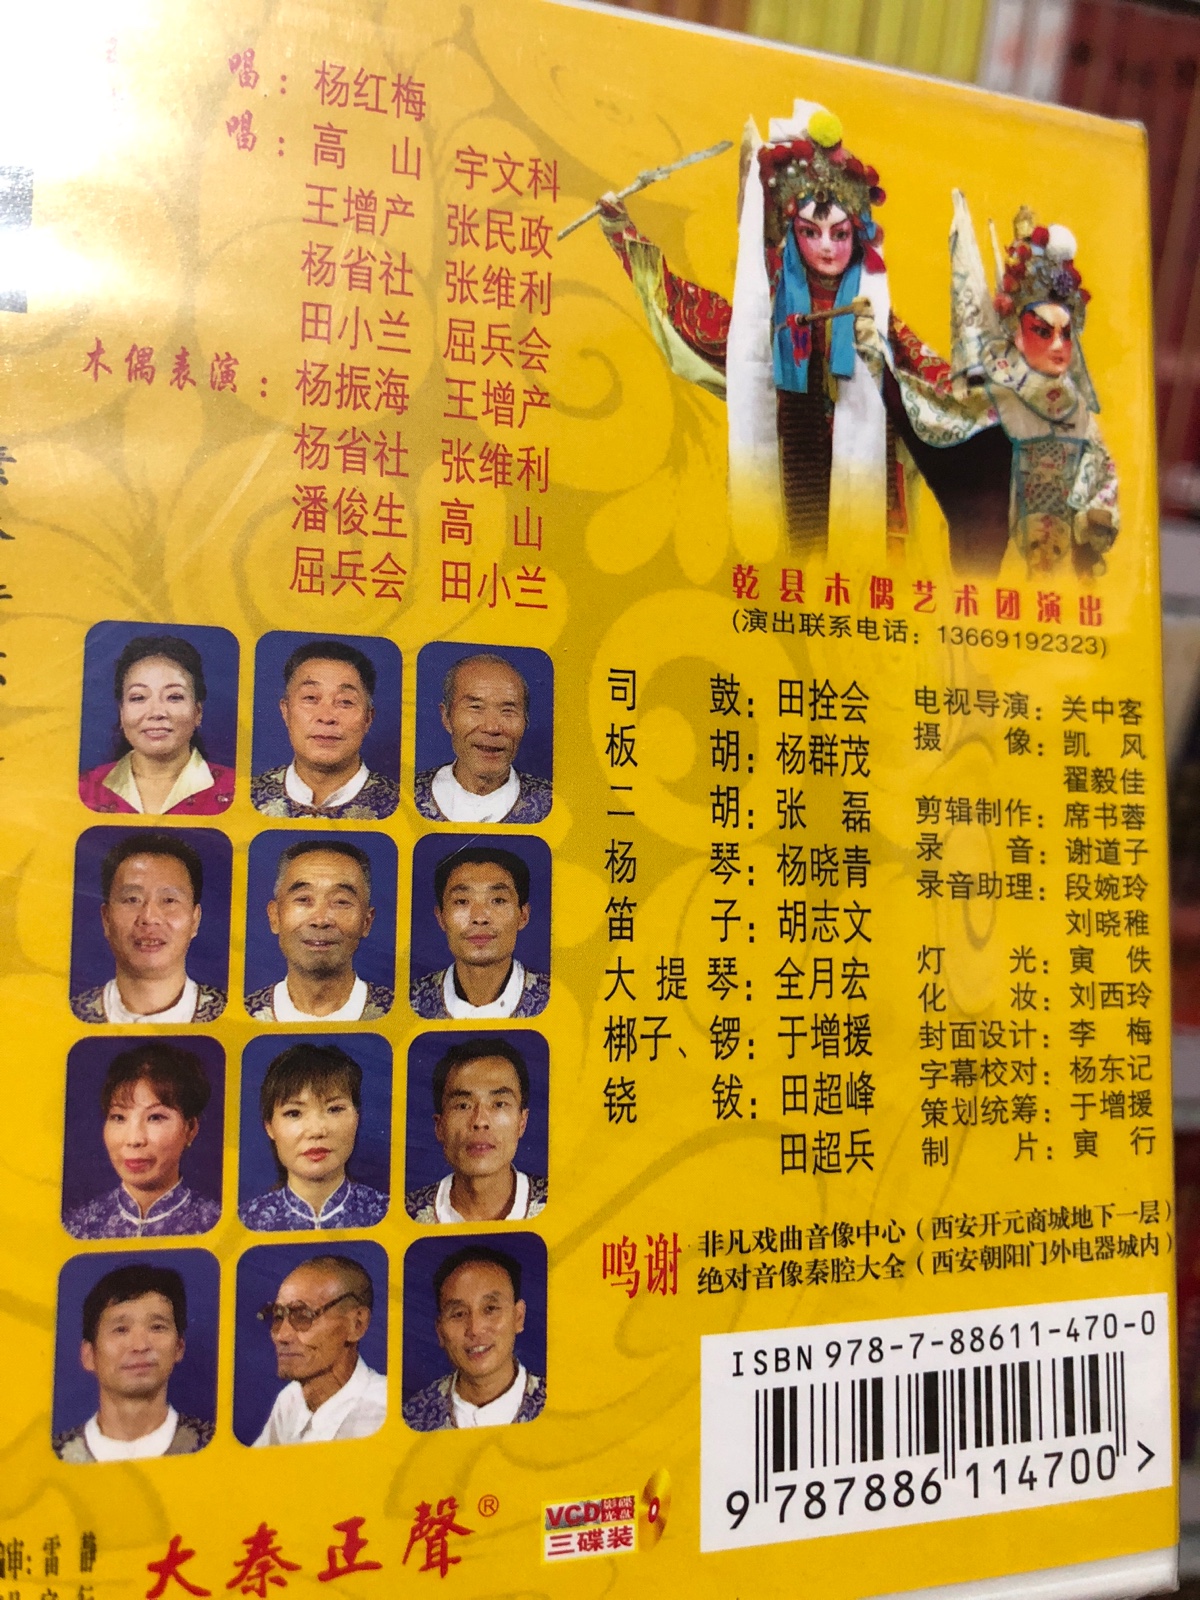 唱：杨红梅
唱：高　山　宇文科
王增产　张民政
杨省社　张维利
田小兰　屈兵会
木偶表演：杨振海　王增产
杨省社　张维利
潘俊生　高　山
屈兵会　田小兰
乾县木偶艺术团演出
(演出联系电话：13669192323)
司　　鼓：田拴会
板　　胡：杨群茂
二　　胡：张　磊
杨　　琴：杨晓青
笛　　子：胡志文
大提琴：全月宏
梆子、锣：于增援
铙　　钹：田超峰
田超兵
电视导演：关中客
摄　　像：凯　风
翟毅佳
剪辑制作：席书蓉
录　　音：谢道子
录音助理：段婉玲
刘晓稚
灯　　光：寅　佚
化　　妆：刘西玲
封面设计：李　梅
字幕校对：杨东记
策划统筹：于增援
制　　片：寅　行
鸣谢
非凡戏曲音像中心（西安开元商城地下一层）
绝对音像秦腔大全（西安朝阳门外电器城内）
ISBN 978-7-88611-470-0
9 787886 114700 >
大秦正聲®
VCD影碟光盘
三碟装
审：雷　静